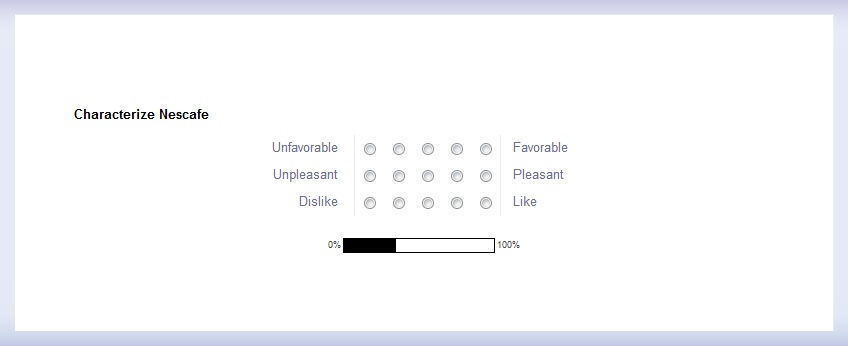 Characterize Nescafe
Unfavorable Favorable
Unpleasant Pleasant
Dislike Like
0% 100%